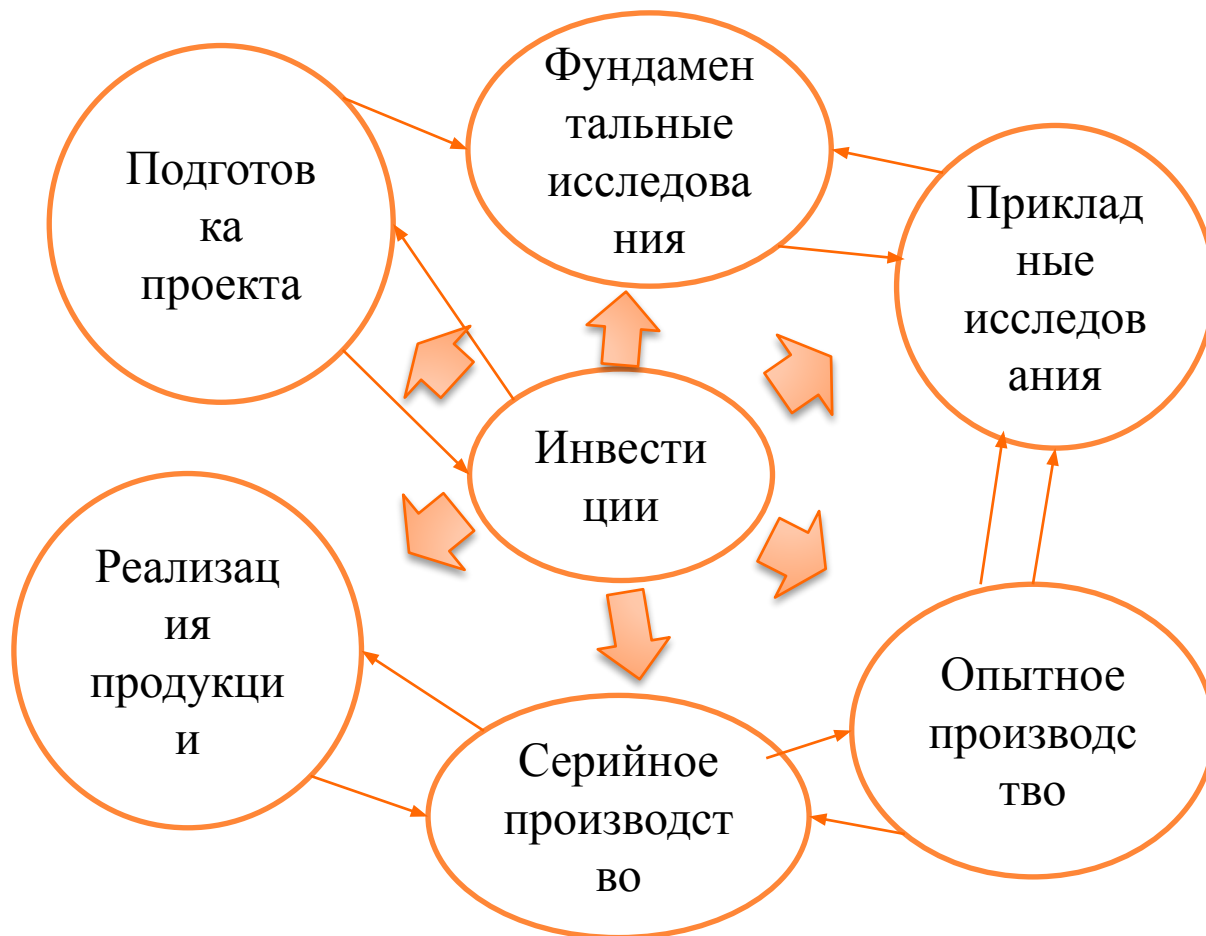 Подготов
ка
проекта
Фундамен
тальные
исследова
ния
Приклад
ные
исследов
ания
Инвести
ции
Реализац
ия
продукци
и
Серийное
производст
во
Опытное
производс
тво